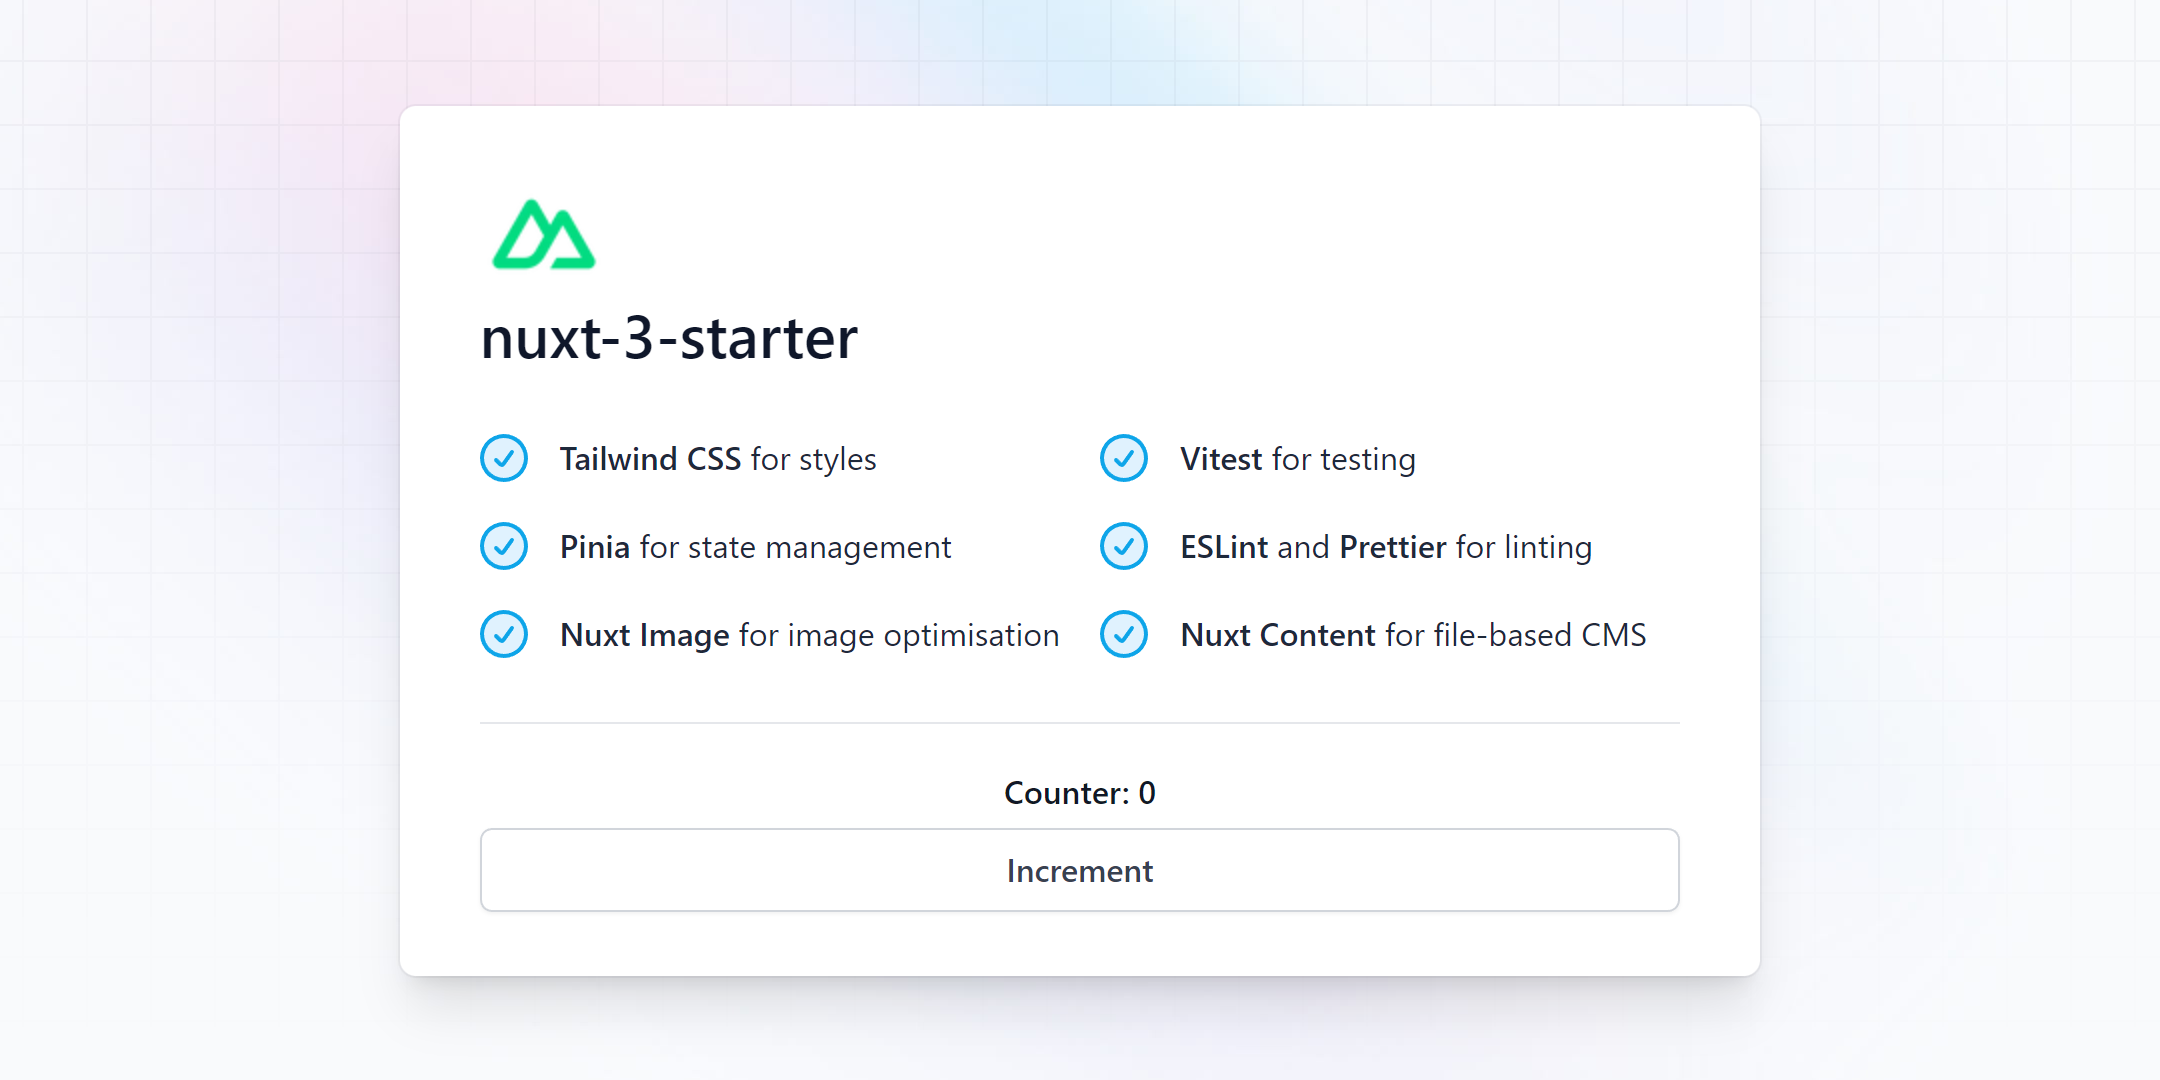 nuxt-3-starter
Tailwind CSS for styles
Vitest for testing
Pinia for state management
ESLint and Prettier for linting
Nuxt Image for image optimisation
Nuxt Content for file-based CMS
Counter: 0
Increment